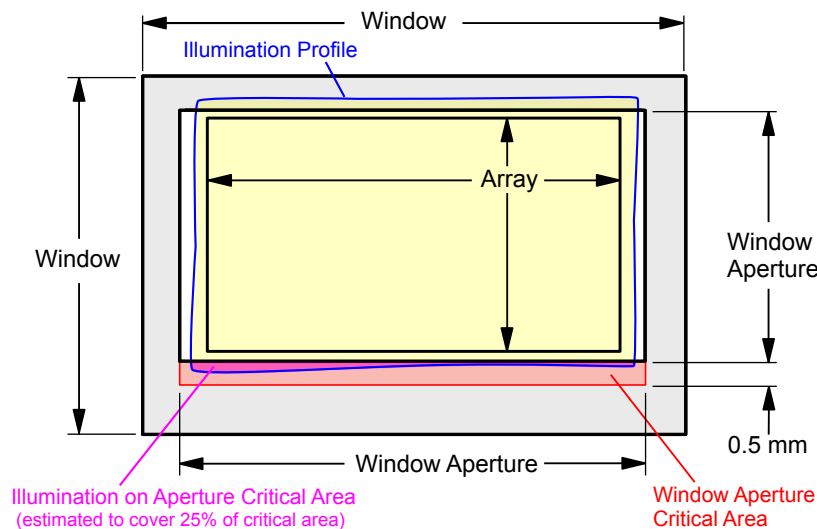 Window
Illumination Profile
Array
Window
Window
Aperture
0.5 mm
Window Aperture
Illumination on Aperture Critical Area
(estimated to cover 25% of critical area)
Window Aperture
Critical Area